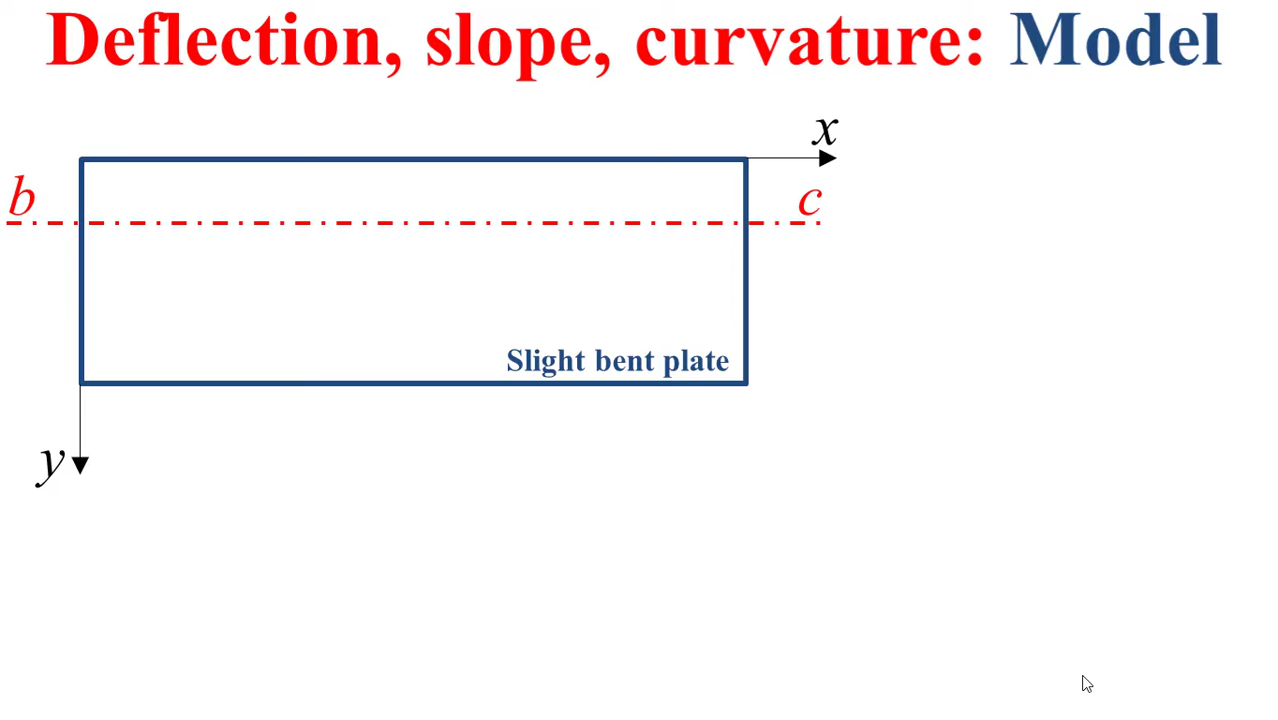 Deflection, slope, curvature: Model
x
b
c
Slight bent plate
y